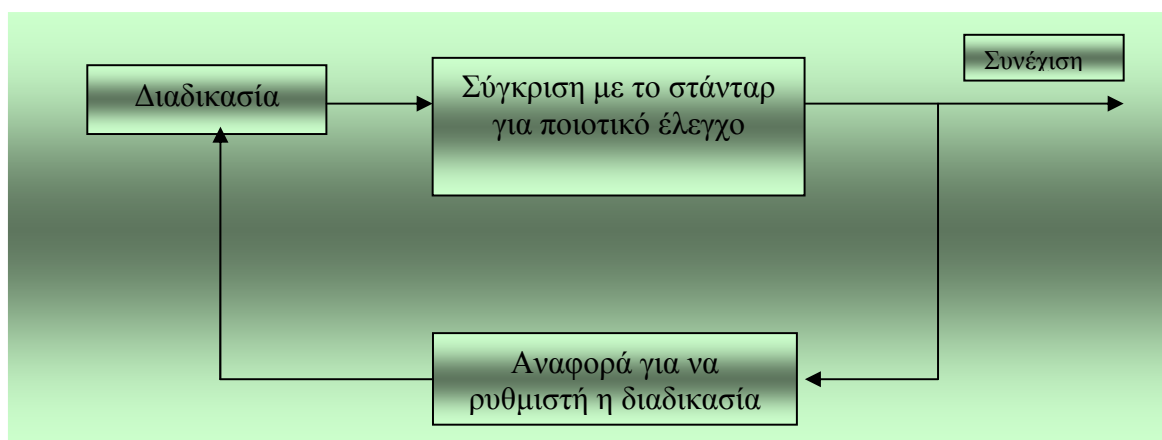 Διαδικασία
Σύγκριση με το στάνταρ
για ποιοτικό έλεγχο
Συνέχιση
Αναφορά για να
ρυθμιστή η διαδικασία